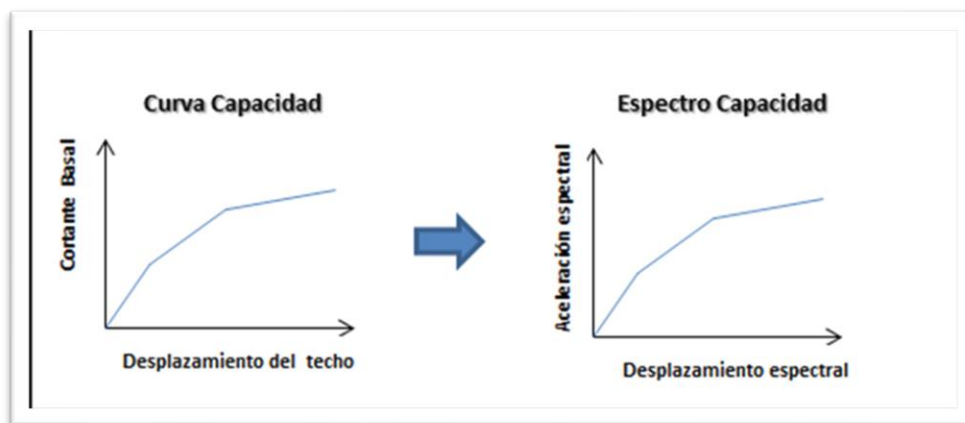 Curva Capacidad
Cortante Basal
Desplazamiento del techo
Espectro Capacidad
Aceleración espectral
Desplazamiento espectral